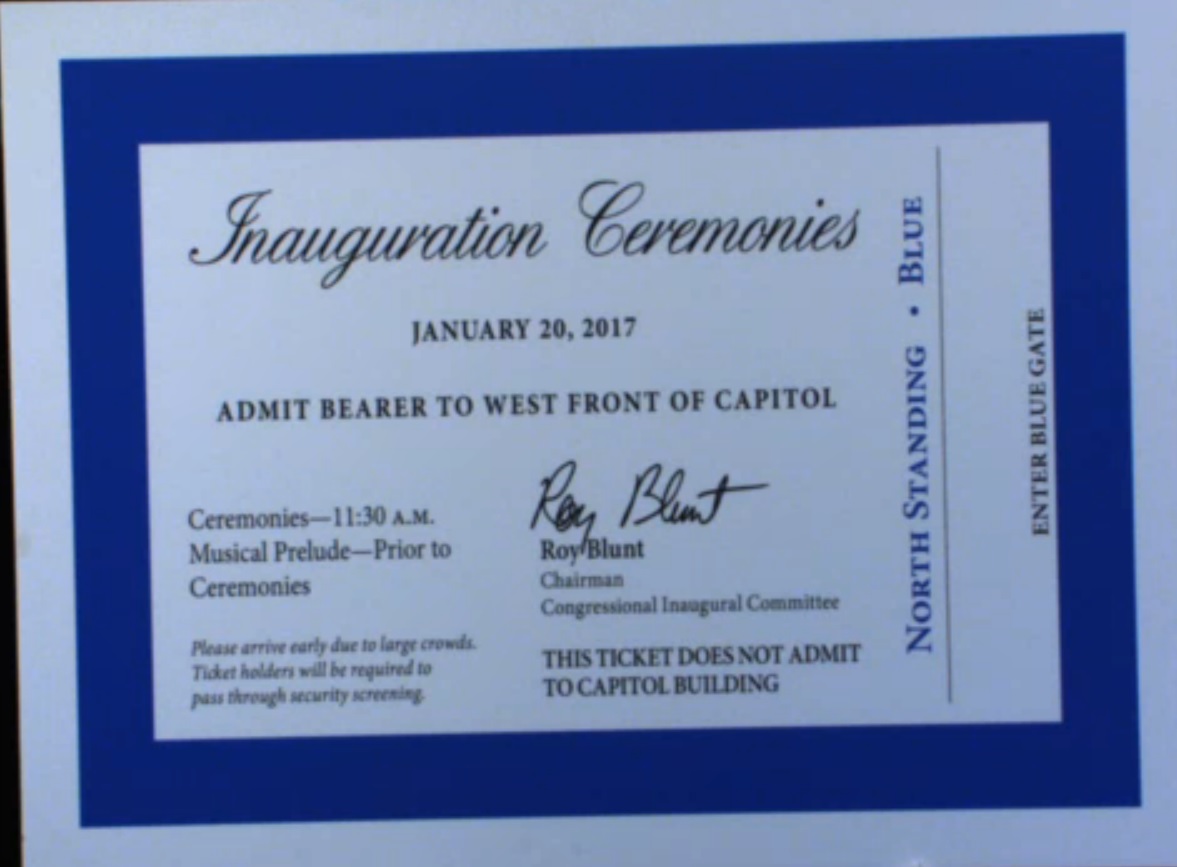 Inauguration Ceremonies
JANUARY 20, 2017
ADMIT BEARER TO WEST FRONT OF CAPITOL
Ceremonies—11:30 A.M.
Musical Prelude—Prior to
Ceremonies
Please arrive early due to large crowds.
Ticket holders will be required to
pass through security screening.
Roy Blunt
Roy Blunt
Chairman
Congressional Inaugural Committee
THIS TICKET DOES NOT ADMIT
TO CAPITOL BUILDING
NORTH STANDING • BLUE
ENTER BLUE GATE